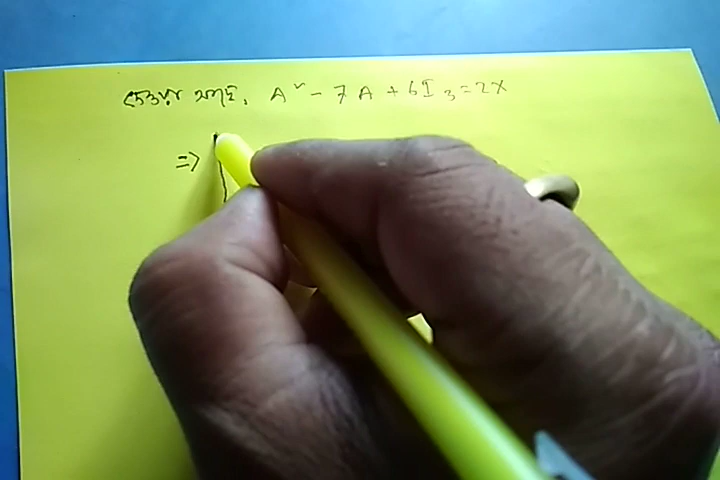 দেওয়া আছে, A² - 7A + 6I₃ = 2X
=>